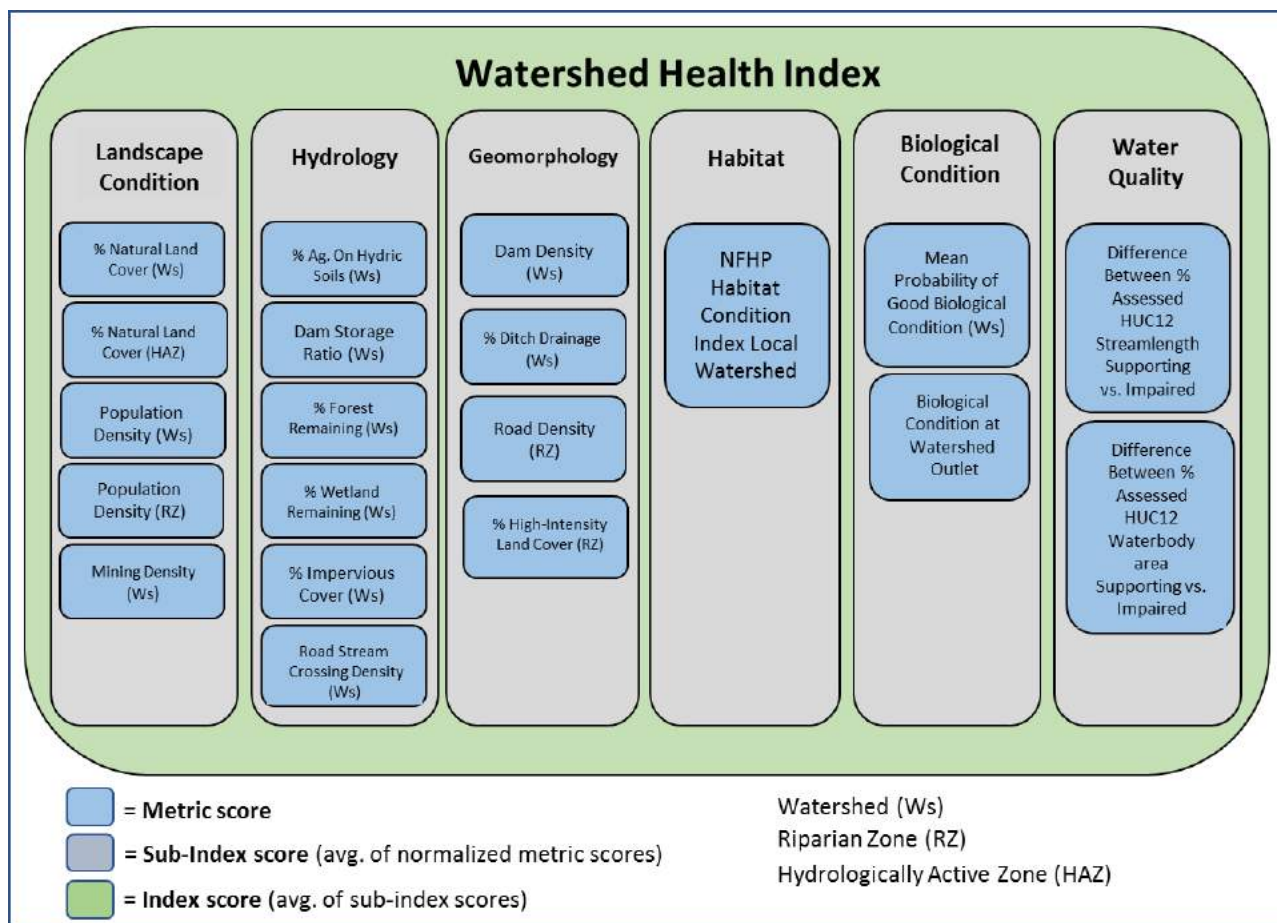 Watershed Health Index
Landscape
Condition
% Natural Land
Cover (Ws)
% Natural Land
Cover (HAZ)
Population
Density (Ws)
Population
Density (RZ)
Mining Density
(Ws)
Hydrology
% Ag. On Hydric
Soils (Ws)
Dam Storage
Ratio (Ws)
% Forest
Remaining (Ws)
% Wetland
Remaining (Ws)
% Impervious
Cover (Ws)
Road Stream
Crossing Density
(Ws)
Geomorphology
Dam Density
(Ws)
% Ditch Drainage
(Ws)
Road Density
(RZ)
% High-Intensity
Land Cover (RZ)
Habitat
NFHP
Habitat
Condition
Index Local
Watershed
Biological
Condition
Mean
Probability of
Good Biological
Condition (Ws)
Biological
Condition at
Watershed
Outlet
Water
Quality
Difference
Between %
Assessed
HUC12
Streamlength
Supporting
vs. Impaired
Difference
Between %
Assessed
HUC12
Waterbody
area
Supporting vs.
Impaired
= Metric score
= Sub-Index score (avg. of normalized metric scores)
= Index score (avg. of sub-index scores)
Watershed (Ws)
Riparian Zone (RZ)
Hydrologically Active Zone (HAZ)